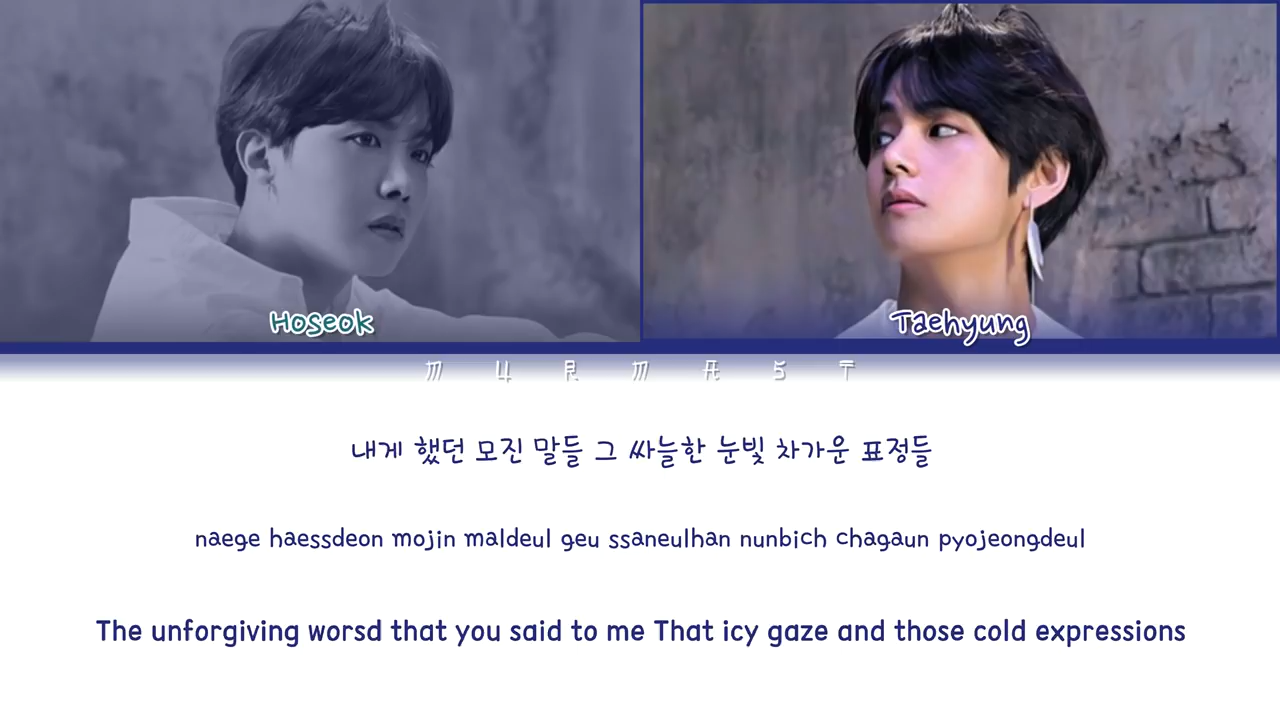 Hoseok
Taehyung
내게 했던 모진 말들 그 싸늘한 눈빛 차가운 표정들
naege haessdeon mojin maldeul geu ssaneulhan nunbich chagaun pyojeongdeul
The unforgiving worsd that you said to me That icy gaze and those cold expressions